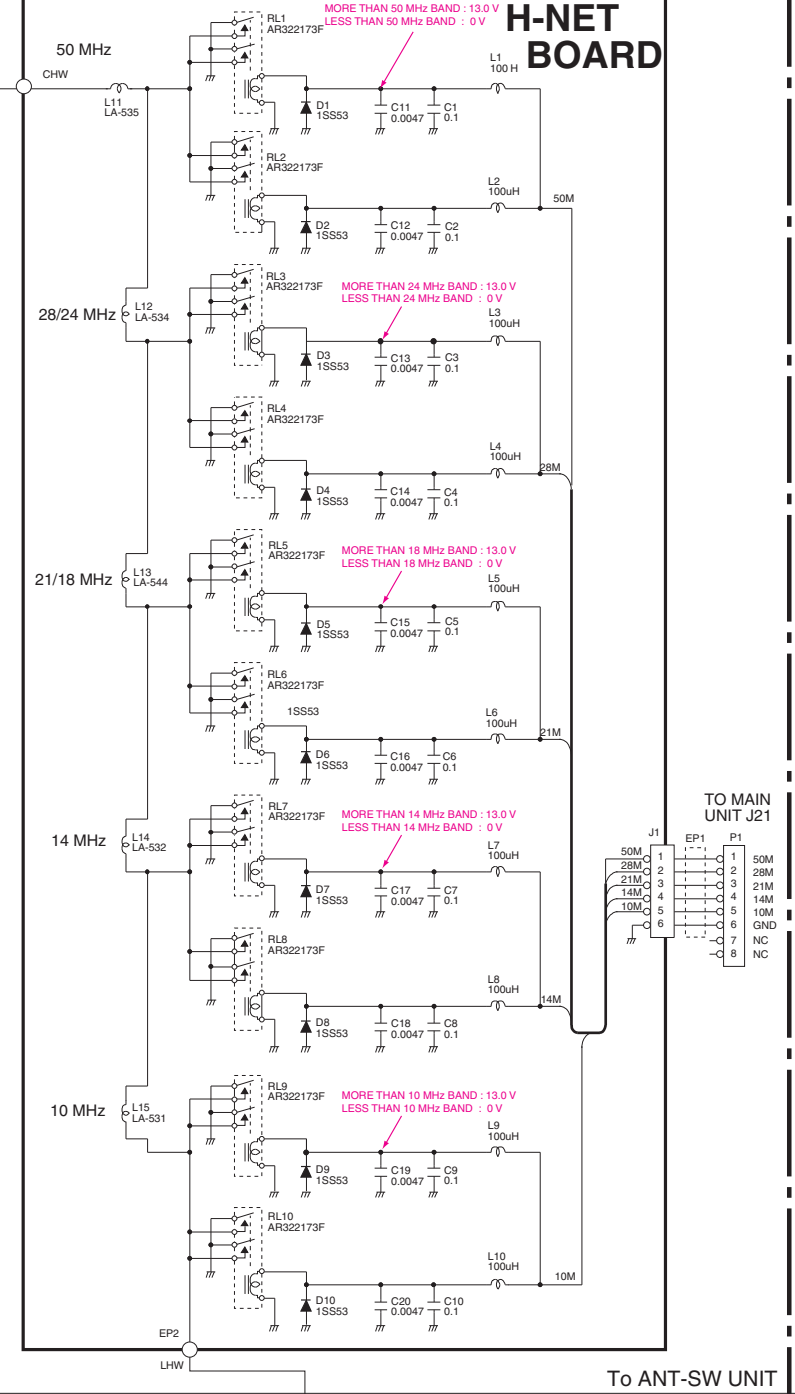 MORE THAN 50 MHz BAND : 13.0 V
LESS THAN 50 MHz BAND : 0 V
H-NET
BOARD
50 MHz
CHW
L11
LA-535
RL1
AR322173F
D1
1SS53
C11
0.0047
C1
0.1
L1
100 H
RL2
AR322173F
D2
1SS53
C12
0.0047
C2
0.1
L2
100uH
50M
28/24 MHz
L12
LA-534
RL3
AR322173F
MORE THAN 24 MHz BAND : 13.0 V
LESS THAN 24 MHz BAND : 0 V
D3
1SS53
C13
0.0047
C3
0.1
L3
100uH
RL4
AR322173F
D4
1SS53
C14
0.0047
C4
0.1
L4
100uH
28M
21/18 MHz
L13
LA-544
RL5
AR322173F
MORE THAN 18 MHz BAND : 13.0 V
LESS THAN 18 MHz BAND : 0 V
D5
1SS53
C15
0.0047
C5
0.1
L5
100uH
RL6
AR322173F
1SS53
D6
1SS53
C16
0.0047
C6
0.1
L6
100uH
21M
14 MHz
L14
LA-532
RL7
AR322173F
MORE THAN 14 MHz BAND : 13.0 V
LESS THAN 14 MHz BAND : 0 V
D7
1SS53
C17
0.0047
C7
0.1
L7
100uH
RL8
AR322173F
D8
1SS53
C18
0.0047
C8
0.1
L8
100uH
14M
TO MAIN
UNIT J21
J1 EP1 P1
50M 1 1 50M
28M 2 2 28M
21M 3 3 21M
14M 4 4 14M
10M 5 5 10M
6 6 GND
7 NC
8 NC
10 MHz
L15
LA-531
RL9
AR322173F
MORE THAN 10 MHz BAND : 13.0 V
LESS THAN 10 MHz BAND : 0 V
D9
1SS53
C19
0.0047
C9
0.1
L9
100uH
RL10
AR322173F
D10
1SS53
C20
0.0047
C10
0.1
L10
100uH
10M
EP2
LHW
To ANT-SW UNIT